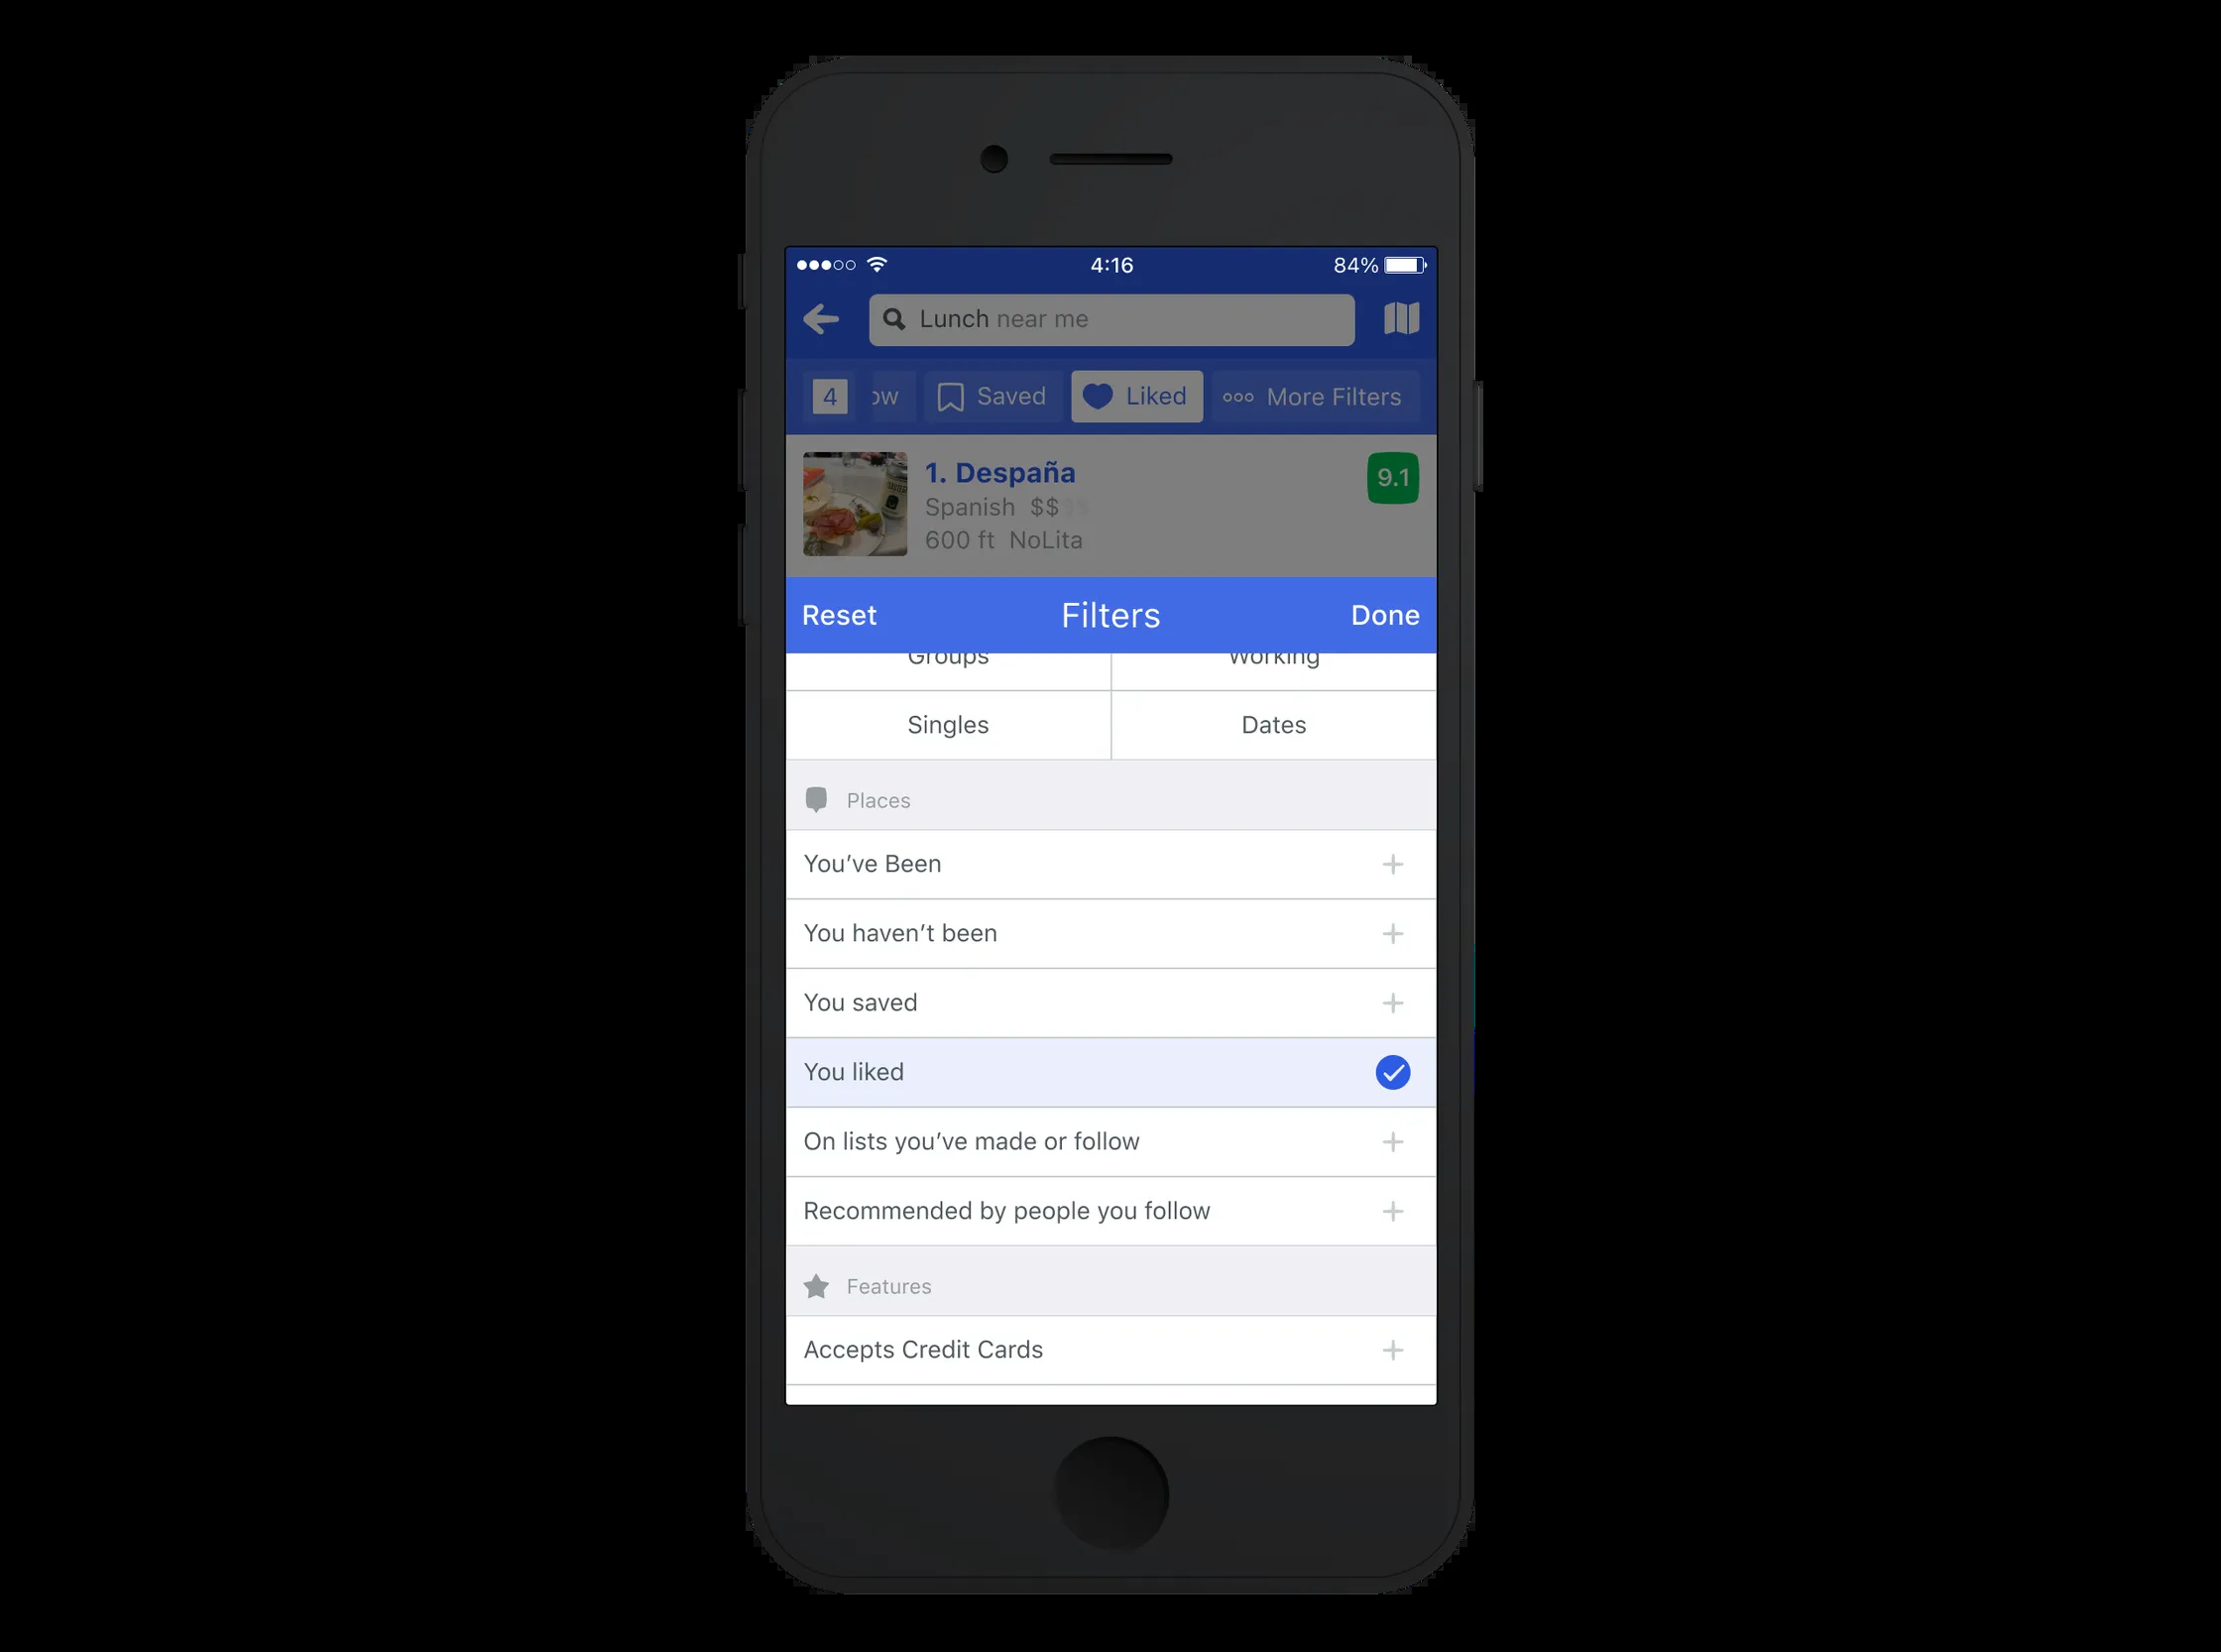 4:16
84%
Lunch near me
4 ow Saved Liked More Filters
1. Despaña
9.1
Spanish $$
600 ft NoLita
Reset Filters Done
Groups Working
Singles Dates
Places
You’ve Been
You haven’t been
You saved
You liked
On lists you’ve made or follow
Recommended by people you follow
Features
Accepts Credit Cards